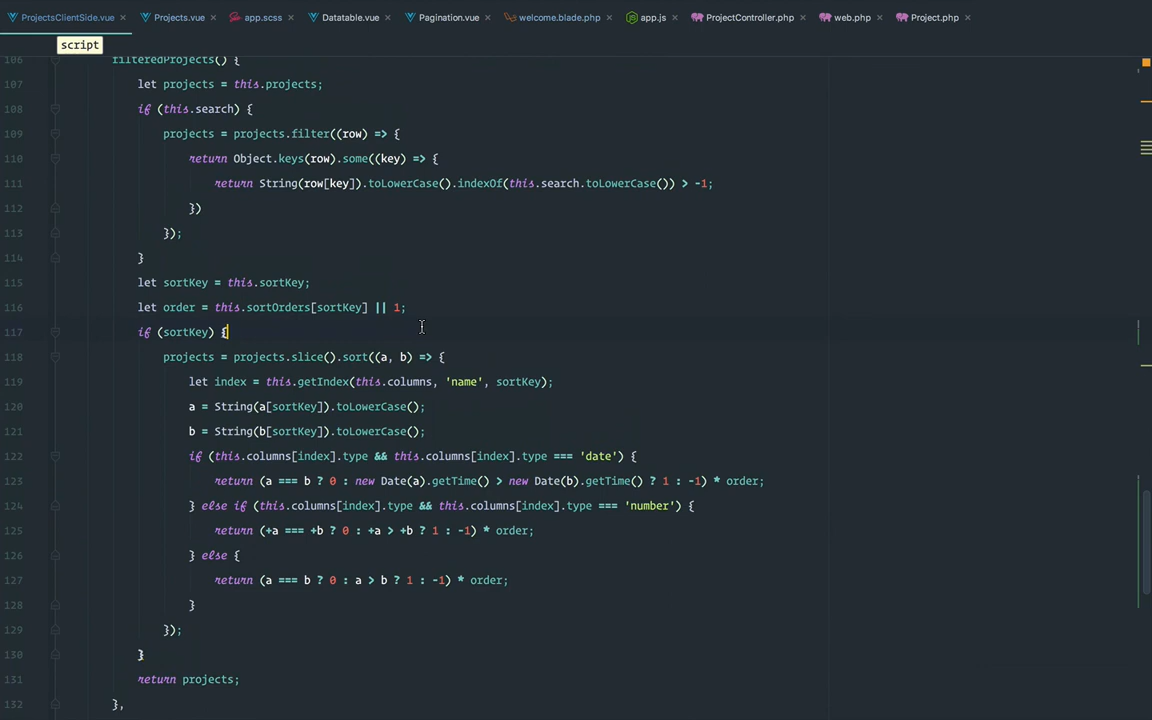 ProjectsClientSide.vue × Projects.vue × app.scss × Datatable.vue × Pagination.vue × welcome.blade.php × app.js × ProjectController.php × web.php × Project.php ×
script
106 filteredProjects() {
107 let projects = this.projects;
108 if (this.search) {
109 projects = projects.filter((row) => {
110 return Object.keys(row).some((key) => {
111 return String(row[key]).toLowerCase().indexOf(this.search.toLowerCase()) > -1;
112 })
113 });
114 }
115 let sortKey = this.sortKey;
116 let order = this.sortOrders[sortKey] || 1;
117 if (sortKey) {
118 projects = projects.slice().sort((a, b) => {
119 let index = this.getIndex(this.columns, 'name', sortKey);
120 a = String(a[sortKey]).toLowerCase();
121 b = String(b[sortKey]).toLowerCase();
122 if (this.columns[index].type && this.columns[index].type === 'date') {
123 return (a === b ? 0 : new Date(a).getTime() > new Date(b).getTime() ? 1 : -1) * order;
124 } else if (this.columns[index].type && this.columns[index].type === 'number') {
125 return (+a === +b ? 0 : +a > +b ? 1 : -1) * order;
126 } else {
127 return (a === b ? 0 : a > b ? 1 : -1) * order;
128 }
129 });
130 }
131 return projects;
132 },